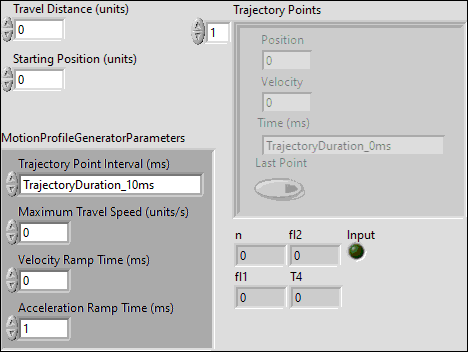 Travel Distance (units)
0
Starting Position (units)
0
MotionProfileGeneratorParameters
Trajectory Point Interval (ms)
TrajectoryDuration_10ms
Maximum Travel Speed (units/s)
0
Velocity Ramp Time (ms)
0
Acceleration Ramp Time (ms)
1
Trajectory Points
1
Position
0
Velocity
0
Time (ms)
TrajectoryDuration_0ms
Last Point
n fl2 Input
0 0
fl1 T4
0 0